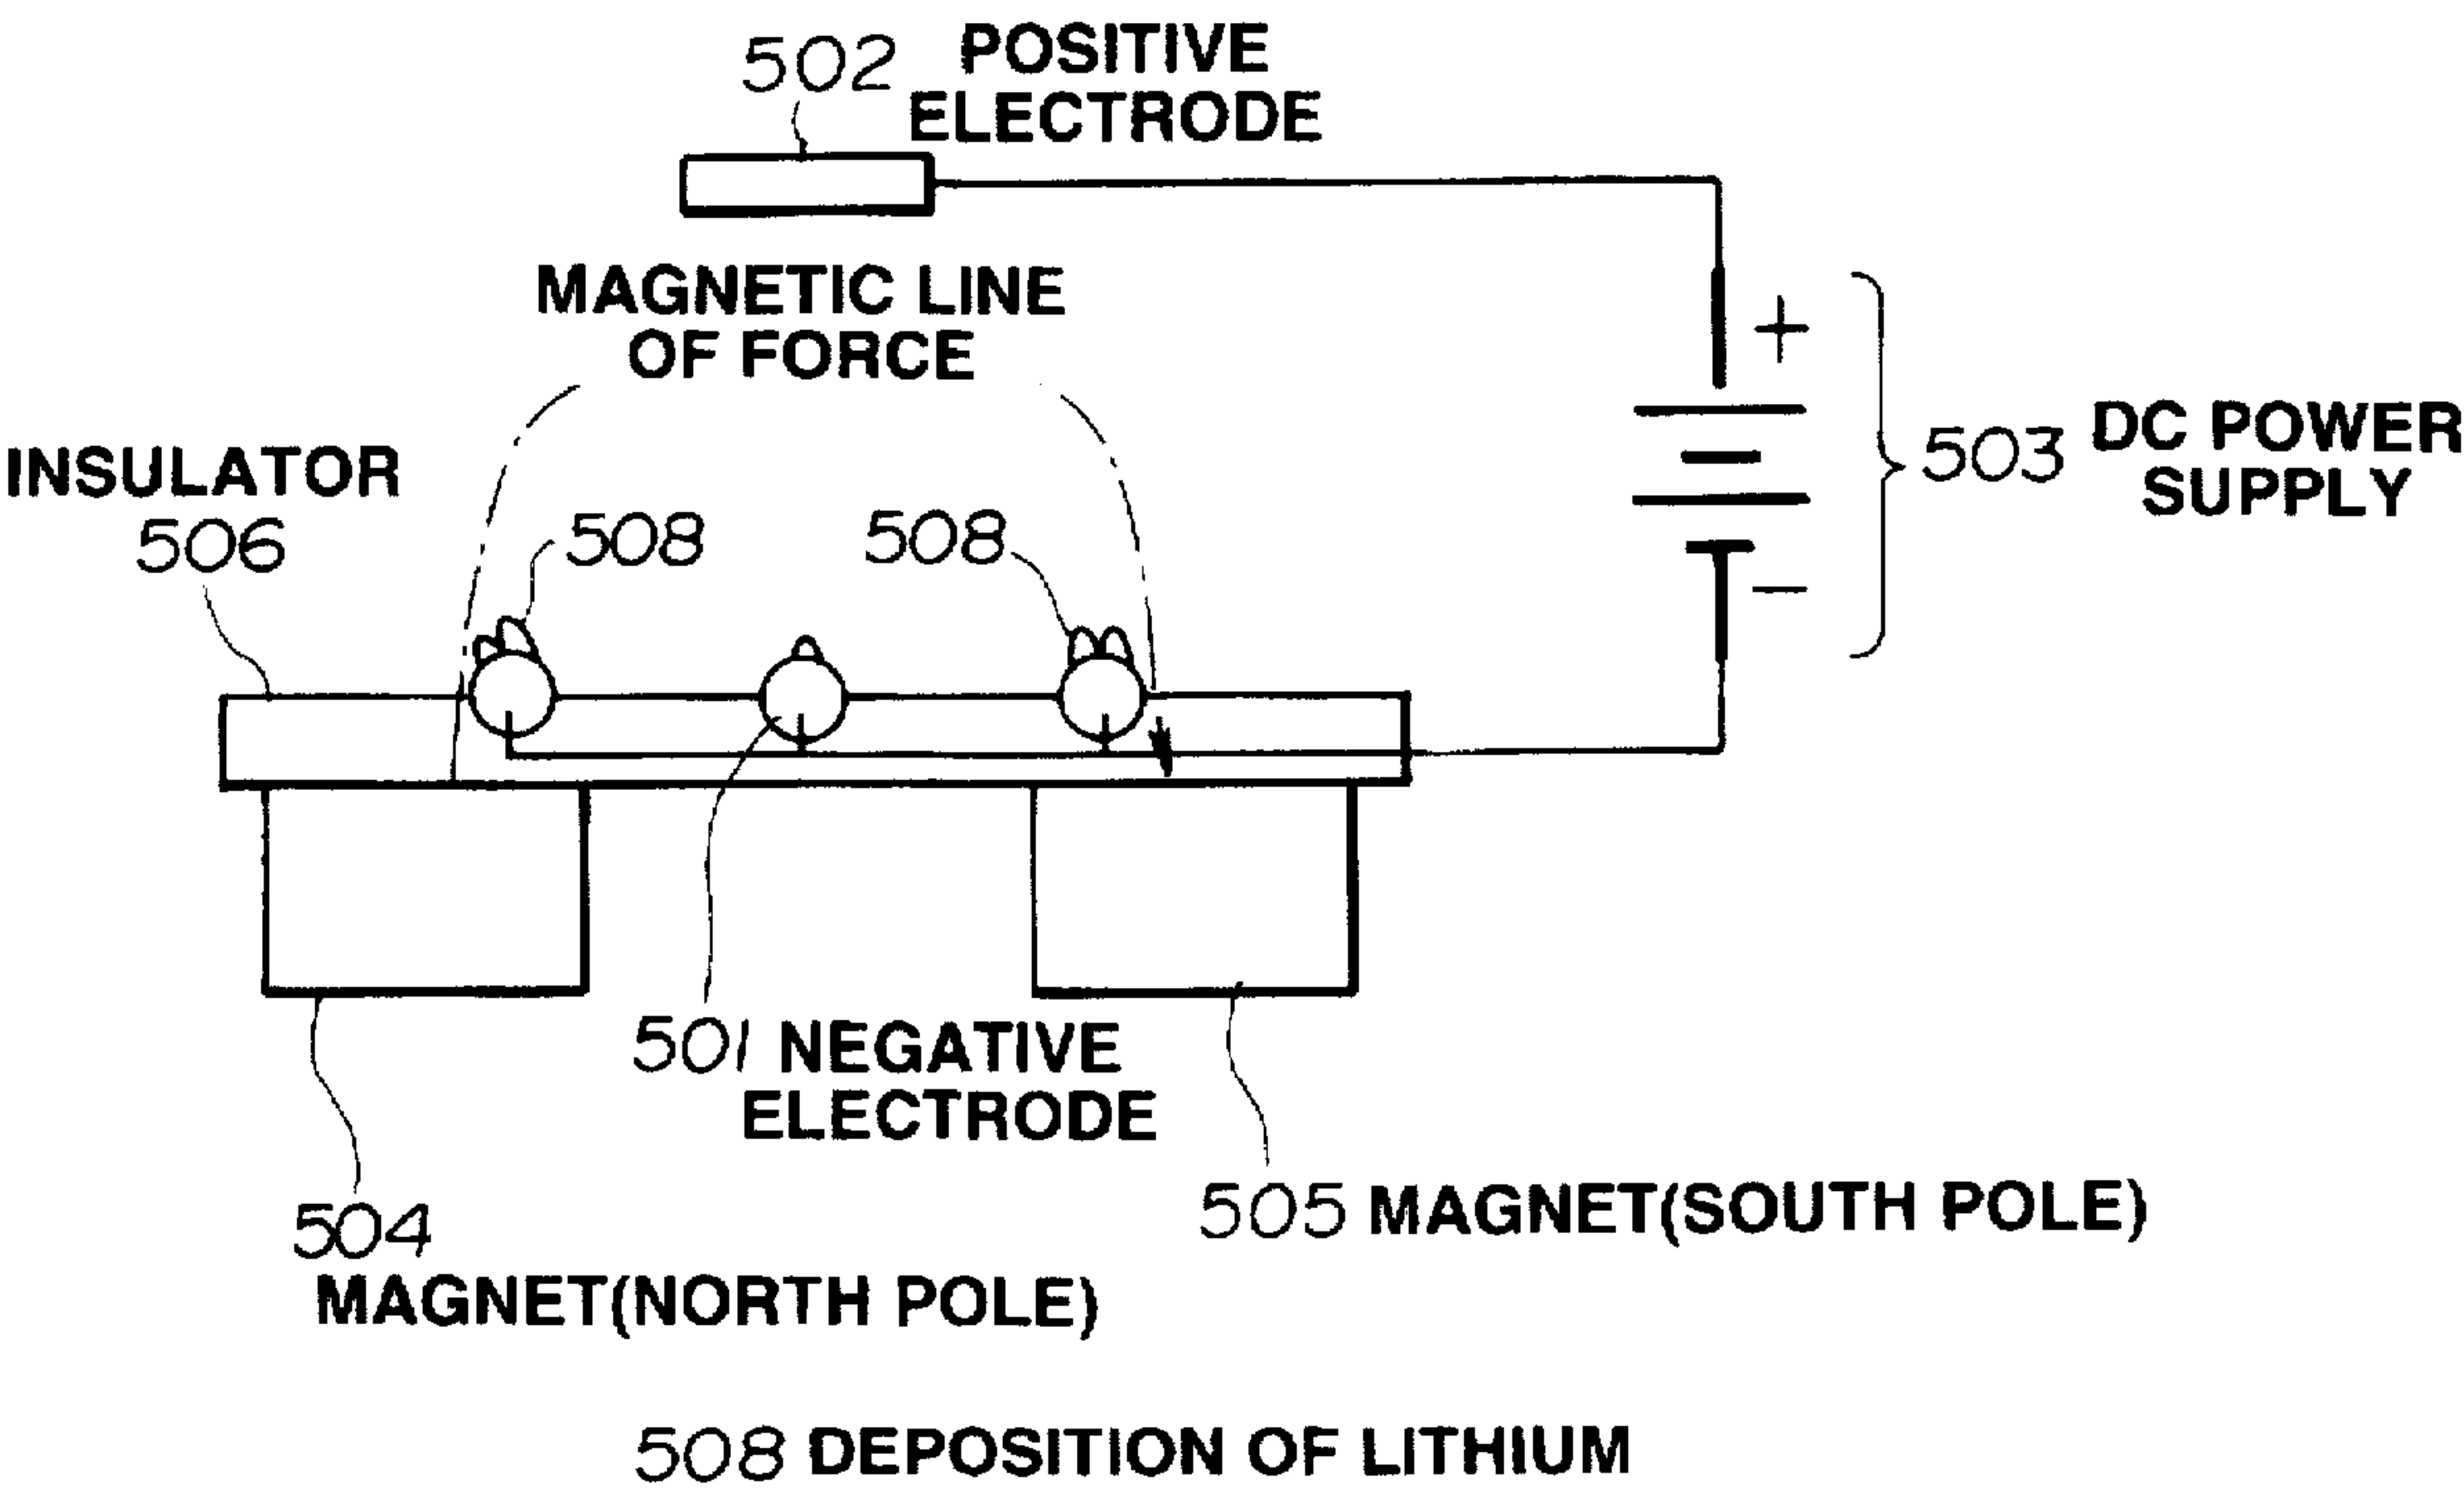 502 POSITIVE
ELECTRODE
MAGNETIC LINE
OF FORCE
+
INSULATOR
506
508 508
503 DC POWER
SUPPLY
−
501 NEGATIVE
ELECTRODE
504
MAGNET(NORTH POLE)
505 MAGNET(SOUTH POLE)
508 DEPOSITION OF LITHIUM